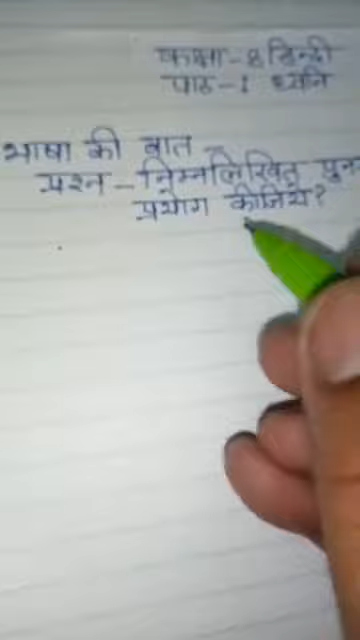 कक्षा - 8 हिन्दी
पाठ - 1 ध्वनि
भाषा की बात -
प्रश्न - निम्नलिखित
प्रयोग कीजिये?